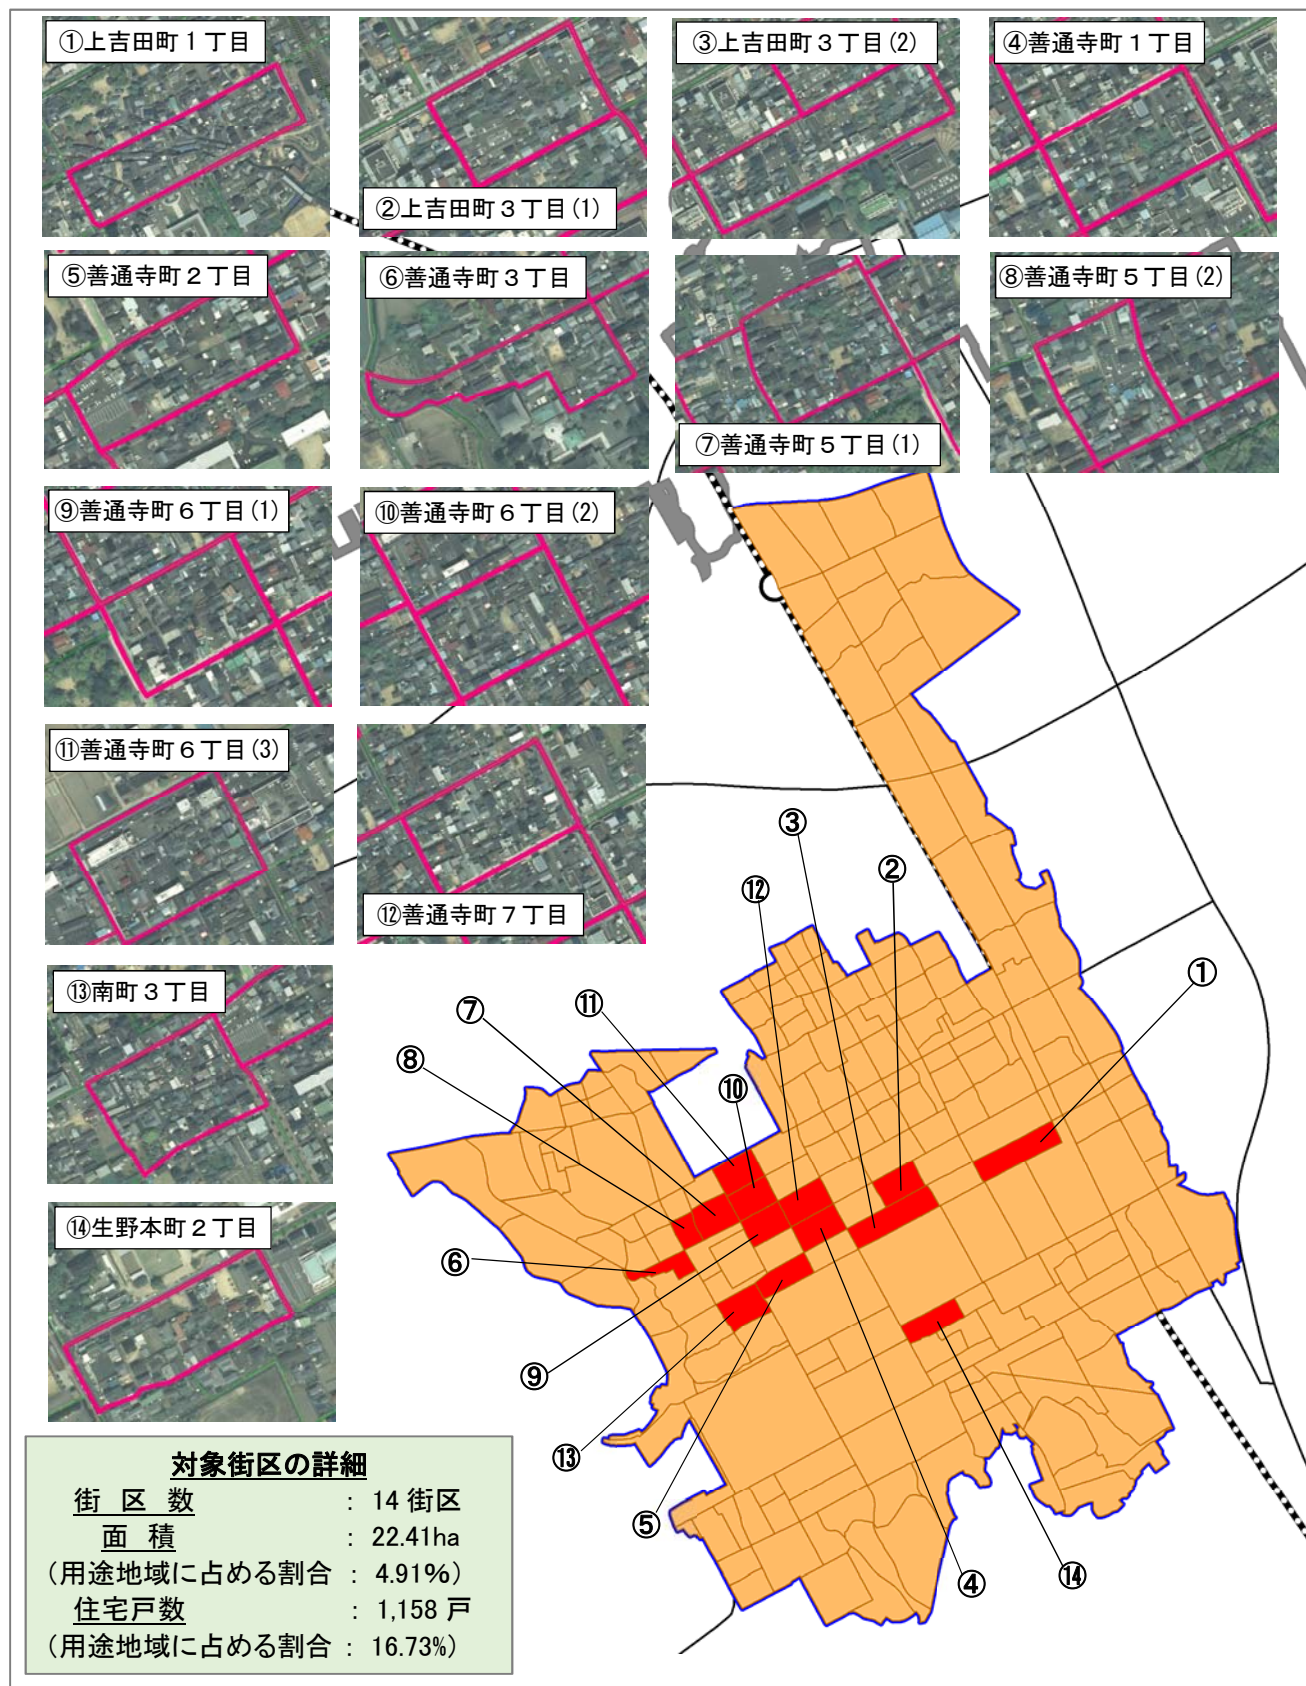 ①上吉田町１丁目
②上吉田町３丁目(1)
③上吉田町３丁目(2)
④善通寺町１丁目
⑤善通寺町２丁目
⑥善通寺町３丁目
⑦善通寺町５丁目(1)
⑧善通寺町５丁目(2)
⑨善通寺町６丁目(1)
⑩善通寺町６丁目(2)
⑪善通寺町６丁目(3)
⑫善通寺町７丁目
⑬南町３丁目
⑭生野本町２丁目
③
②
⑫
①
⑪
⑦
⑧
⑩
⑥
⑨
⑬
⑤
④
⑭
対象街区の詳細
街 区 数 : 14 街区
面 積 : 22.41ha
(用途地域に占める割合 : 4.91%)
住宅戸数 : 1,158 戸
(用途地域に占める割合 : 16.73%)